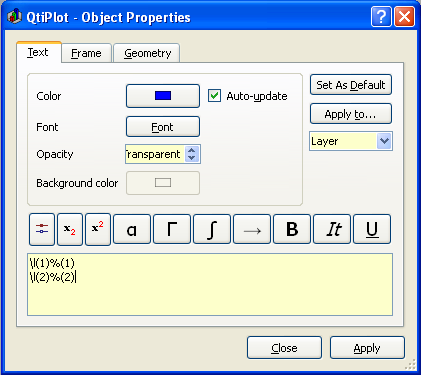 QtiPlot - Object Properties
Text
Frame
Geometry
Color
Auto-update
Set As Default
Font
Font
Apply to...
Opacity
Transparent
Layer
Background color
x2 x2 α Γ ∫ → B It U
\l(1)%(1)
\l(2)%(2)
Close
Apply